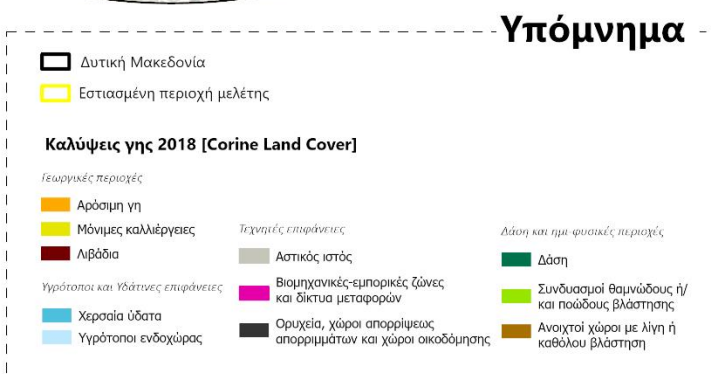 Υπόμνημα
Δυτική Μακεδονία
Εστιασμένη περιοχή μελέτης
Καλύψεις γης 2018 [Corine Land Cover]
Γεωργικές περιοχές
Αρόσιμη γη
Μόνιμες καλλιέργειες
Λιβάδια
Υγρότοποι και Υδάτινες επιφάνειες
Χερσαία ύδατα
Υγρότοποι ενδοχώρας
Τεχνητές επιφάνειες
Αστικός ιστός
Βιομηχανικές-εμπορικές ζώνες
και δίκτυα μεταφορών
Ορυχεία, χώροι απορρίψεως
απορριμμάτων και χώροι οικοδόμησης
Δάση και ημι-φυσικές περιοχές
Δάση
Συνδυασμοί θαμνώδους ή/
και ποώδους βλάστησης
Ανοιχτοί χώροι με λίγη ή
καθόλου βλάστηση